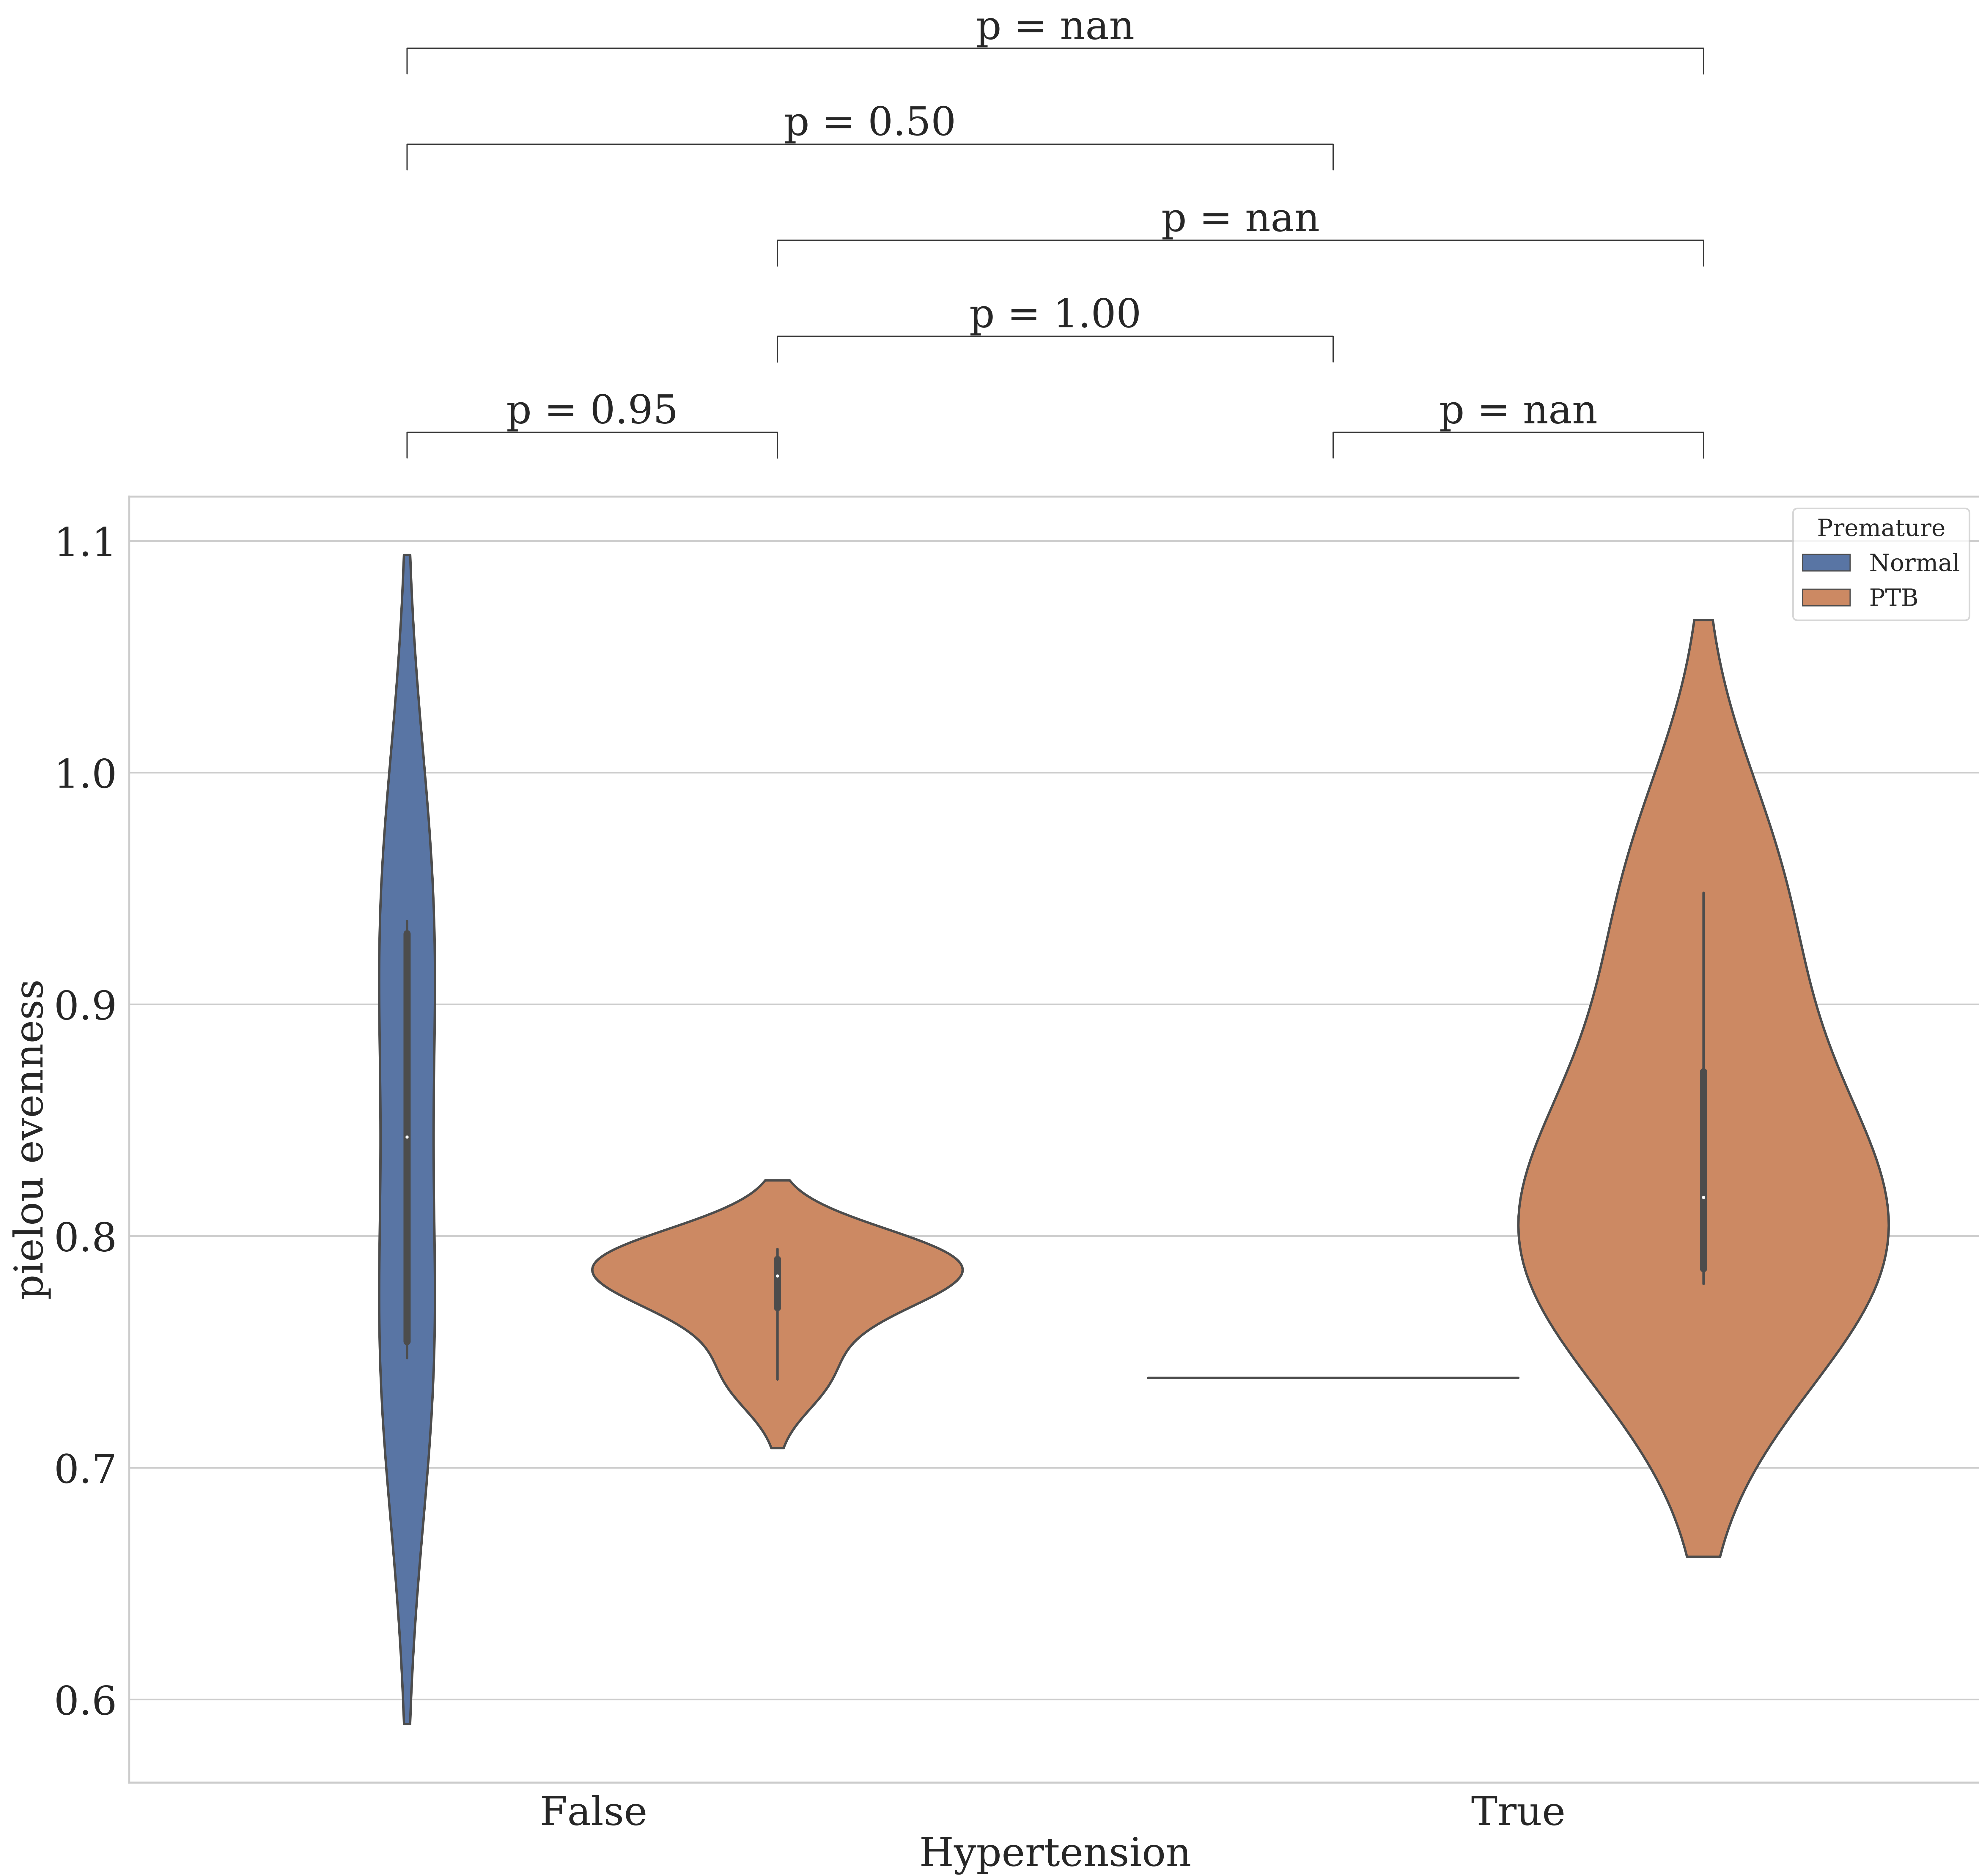 p = nan
p = 0.50
p = nan
p = 1.00
p = 0.95
p = nan
Premature
Normal
PTB
1.1
1.0
0.9
0.8
0.7
0.6
pielou evenness
False
True
Hypertension